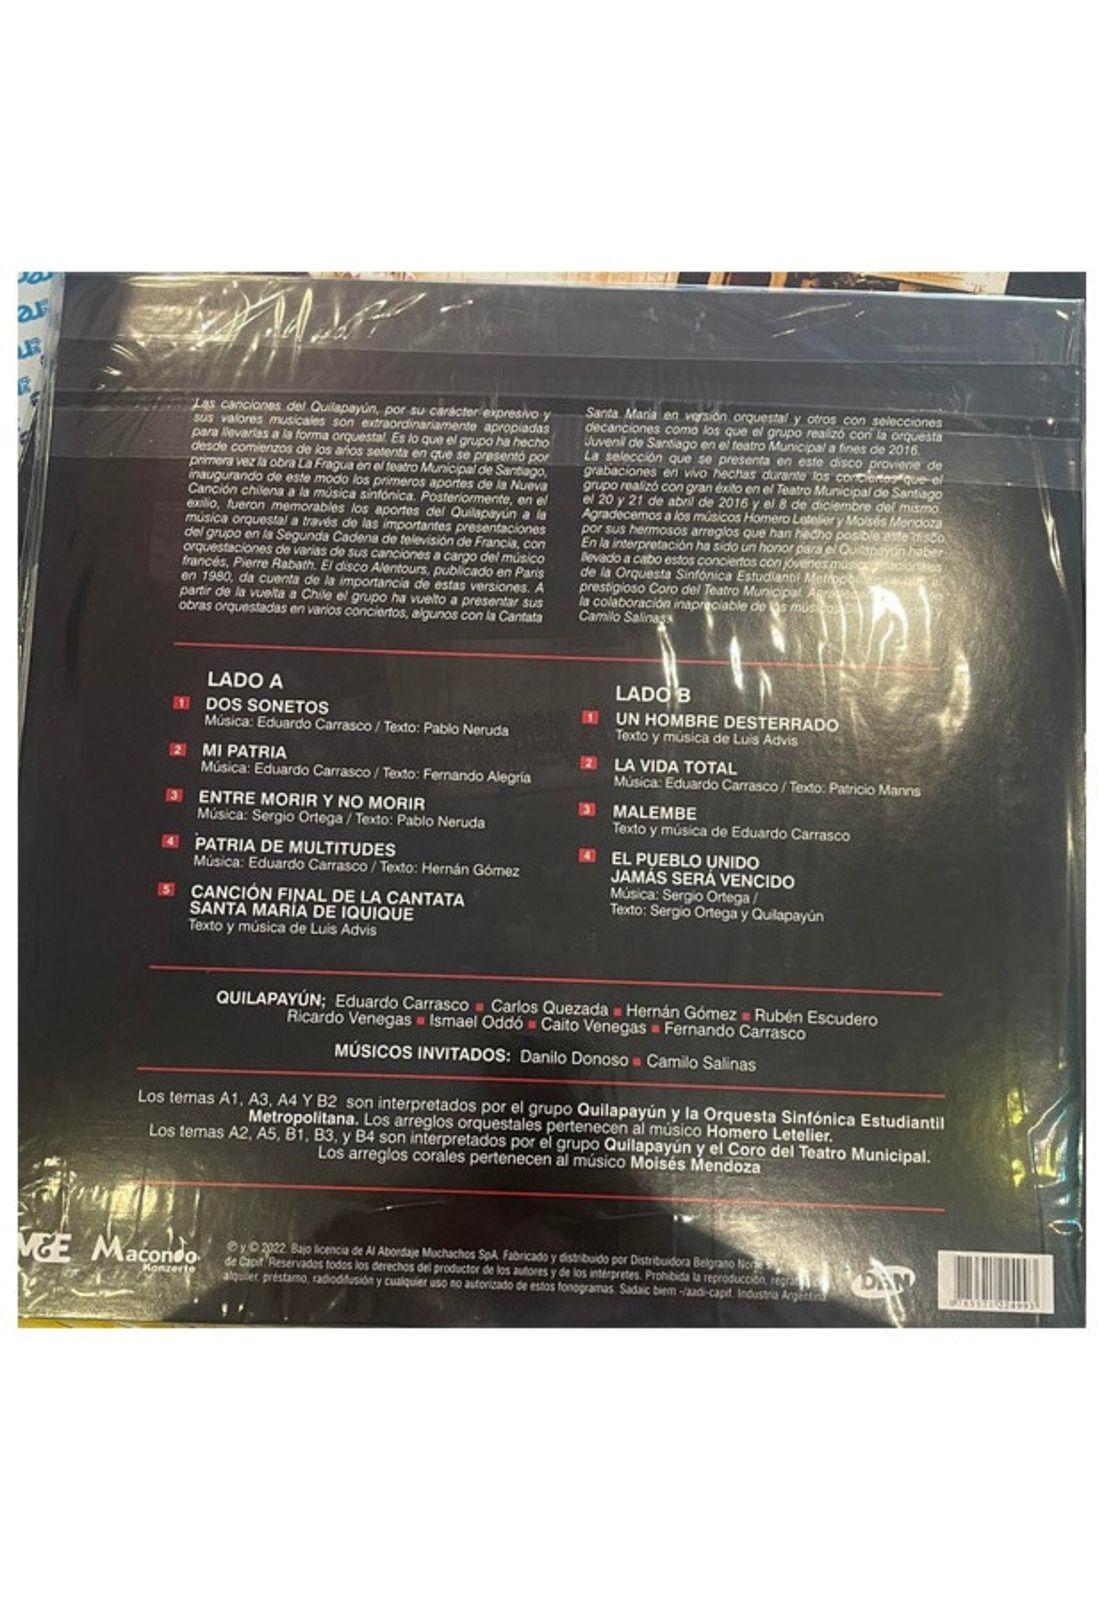 Las canciones del Quilapayún, por su carácter expresivo y
sus valores musicales son extraordinariamente apropiadas
para llevarlas a la forma orquestal. Es lo que el grupo ha hecho
desde comienzos de los años setenta en que se presentó por
primera vez la obra La Fragua en el teatro Municipal de Santiago,
inaugurando de este modo los primeros aportes de la Nueva
Canción chilena a la música sinfónica. Posteriormente, en el
exilio, fueron memorables los aportes del Quilapayún a la
música orquestal a través de las importantes presentaciones
del grupo en la Segunda Cadena de televisión de Francia, con
orquestaciones de varias de sus canciones a cargo del músico
francés, Pierre Rabath. El disco Alentours, publicado en Paris
en 1980, da cuenta de la importancia de estas versiones. A
partir de la vuelta a Chile el grupo ha vuelto a presentar sus
obras orquestadas en varios conciertos, algunos con la Cantata
Santa María en versión orquestal y otros con selecciones
decanciones como los que el grupo realizó con la orquesta
Juvenil de Santiago en el teatro Municipal a fines de 2016.
La selección que se presenta en este disco proviene de
grabaciones en vivo hechas durante los conciertos que el
grupo realizó con gran éxito en el Teatro Municipal de Santiago
el 20 y 21 de abril de 2016 y el 8 de diciembre del mismo.
Agradecemos a los músicos Homero Letelier y Moisés Mendoza
por sus hermosos arreglos que han hecho posible este disco
En la interpretación ha sido un honor para el Quilapayún haber
llevado a cabo estos conciertos con jóvenes músicos nacionales
de la Orquesta Sinfónica Estudiantil
prestigioso Coro del Teatro Municipal.
la colaboración inapreciable de los músicos
Camilo Salinas.
LADO A
1 DOS SONETOS
Música: Eduardo Carrasco / Texto: Pablo Neruda
2 MI PATRIA
Música: Eduardo Carrasco / Texto: Fernando Alegría
3 ENTRE MORIR Y NO MORIR
Música: Sergio Ortega / Texto: Pablo Neruda
4 PATRIA DE MULTITUDES
Música: Eduardo Carrasco / Texto: Hernán Gómez
5 CANCIÓN FINAL DE LA CANTATA
SANTA MARÍA DE IQUIQUE
Texto y música de Luis Advis
LADO B
1 UN HOMBRE DESTERRADO
Texto y música de Luis Advis
2 LA VIDA TOTAL
Música: Eduardo Carrasco / Texto: Patricio Manns
3 MALEMBE
Texto y música de Eduardo Carrasco
4 EL PUEBLO UNIDO
JAMÁS SERÁ VENCIDO
Música: Sergio Ortega /
Texto: Sergio Ortega y Quilapayún
QUILAPAYÚN; Eduardo Carrasco ▪ Carlos Quezada ▪ Hernán Gómez ▪ Rubén Escudero
Ricardo Venegas ▪ Ismael Oddó ▪ Caito Venegas ▪ Fernando Carrasco
MÚSICOS INVITADOS: Danilo Donoso ▪ Camilo Salinas
Los temas A1, A3, A4 Y B2 son interpretados por el grupo Quilapayún y la Orquesta Sinfónica Estudiantil
Metropolitana. Los arreglos orquestales pertenecen al músico Homero Letelier.
Los temas A2, A5, B1, B3, y B4 son interpretados por el grupo Quilapayún y el Coro del Teatro Municipal.
Los arreglos corales pertenecen al músico Moisés Mendoza
M&E
Macondo
Konzerte
℗ y © 2022. Bajo licencia de Al Abordaje Muchachos SpA. Fabricado y distribuido por Distribuidora Belgrano Norte
de Capif. Reservados todos los derechos del productor de los autores y de los intérpretes. Prohibida la reproducción,
alquiler, préstamo, radiodifusión y cualquier uso no autorizado de estos fonogramas. Sadaic biem -/aadi-capif. Industria Argentina
DBN